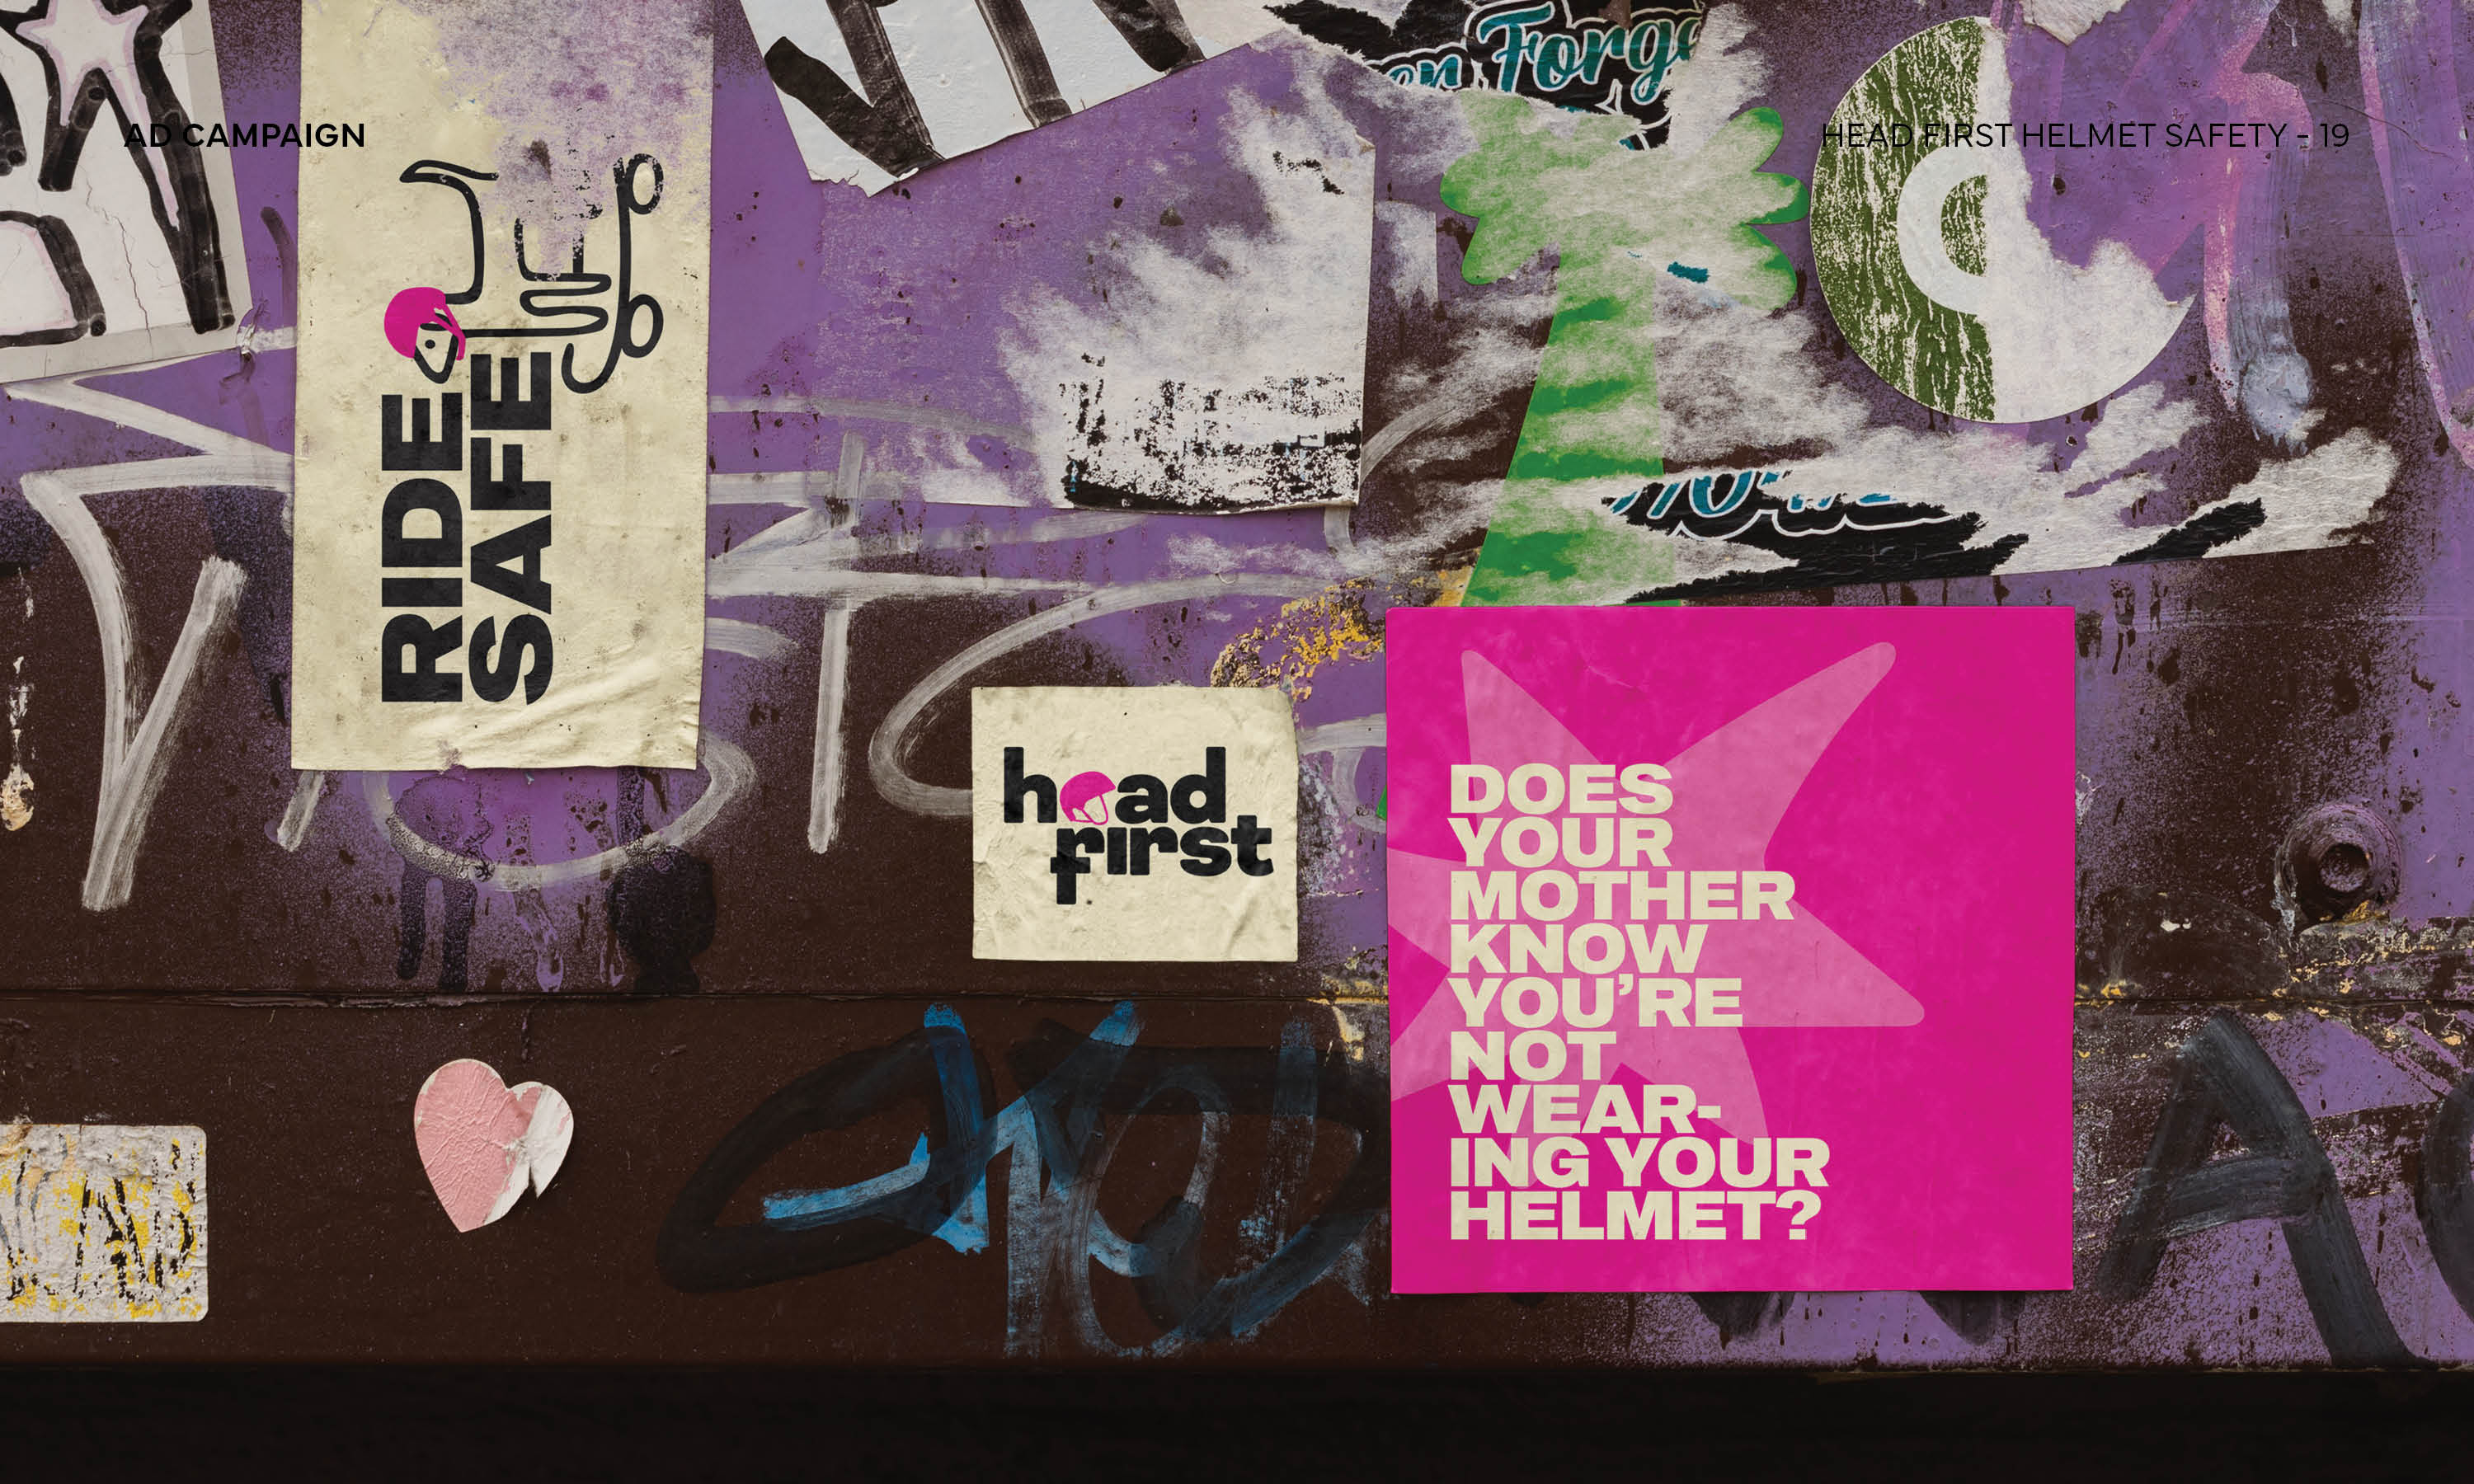 AD CAMPAIGN
HEAD FIRST HELMET SAFETY - 19
Forge
RIDE
SAFE
head
first
DOES
YOUR
MOTHER
KNOW
YOU'RE
NOT
WEAR-
ING YOUR
HELMET?